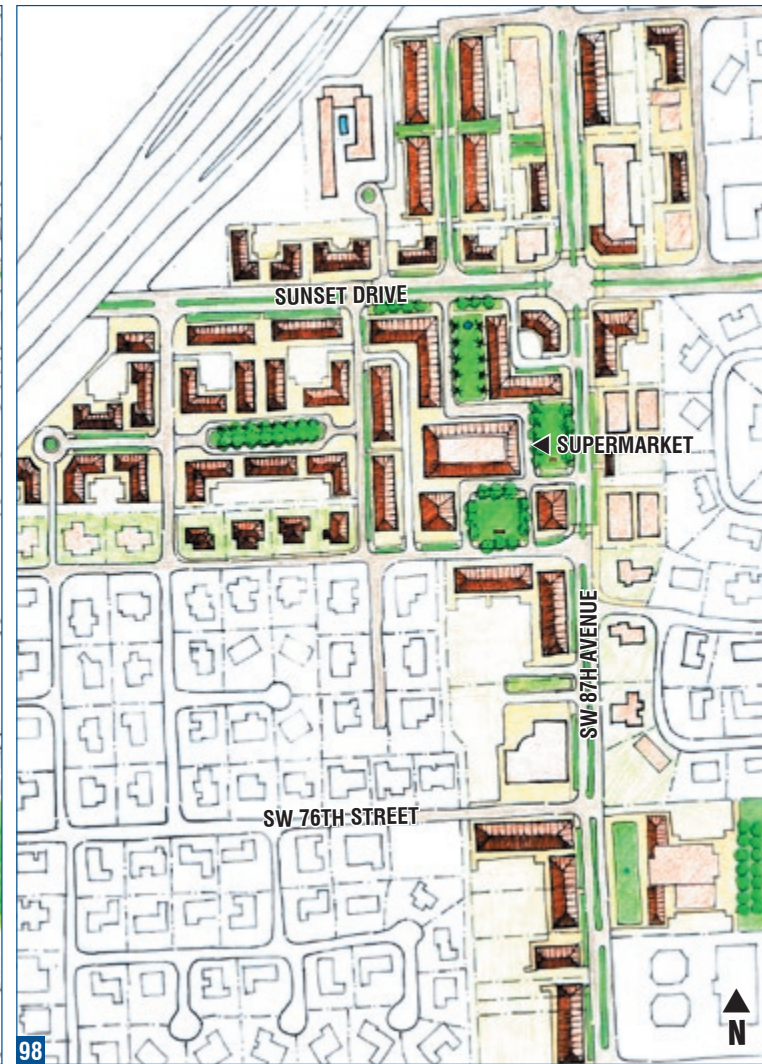 SUNSET DRIVE
SUPERMARKET
SW 87H AVENUE
SW 76TH STREET
N
98